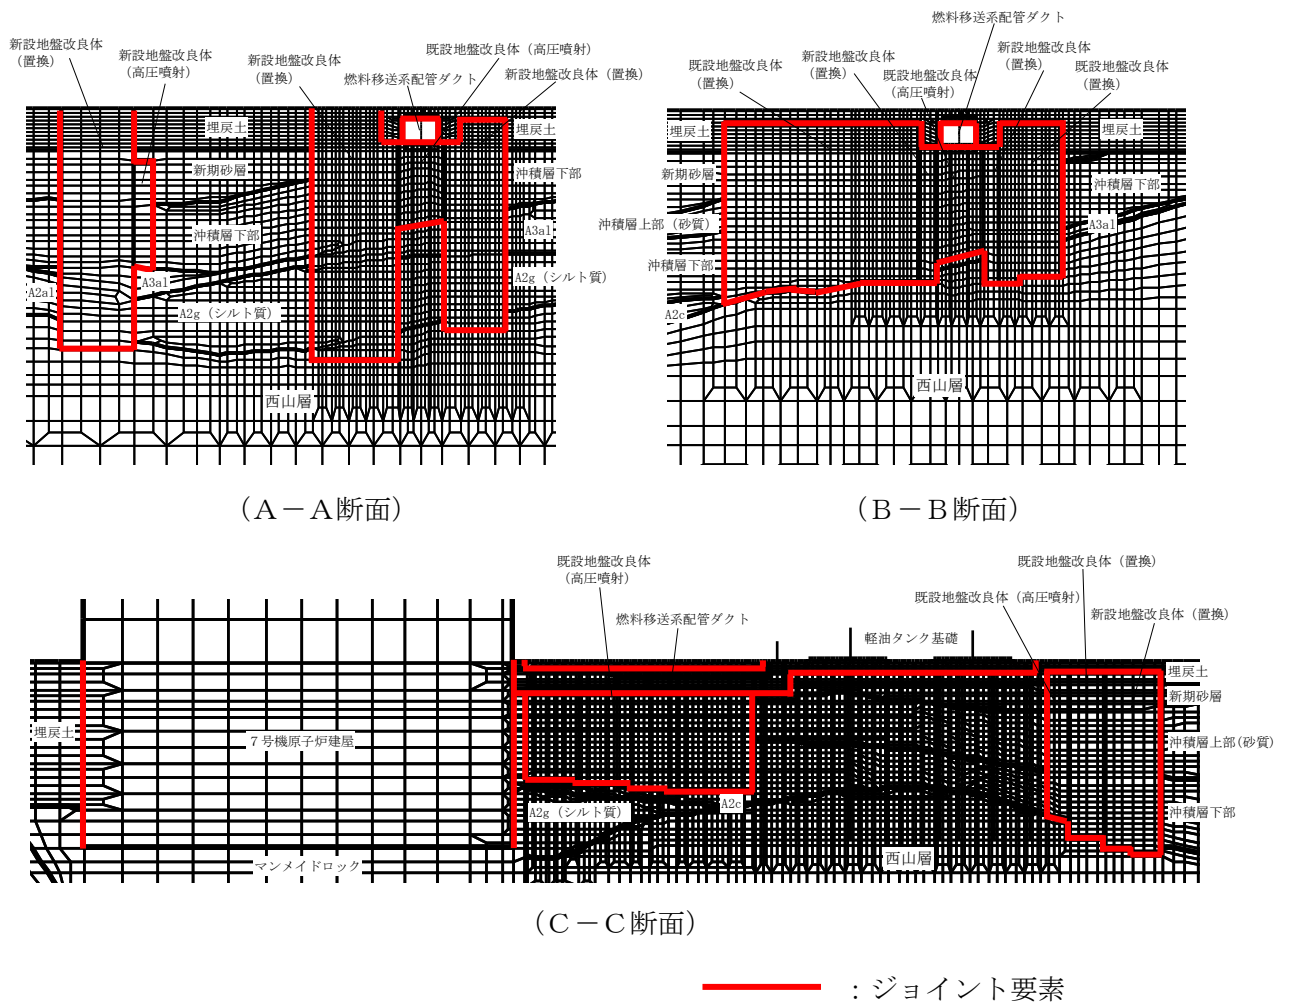 新設地盤改良体
（置換）
新設地盤改良体
（高圧噴射）
新設地盤改良体
（置換）
既設地盤改良体（高圧噴射）
燃料移送系配管ダクト
新設地盤改良体（置換）
埋戻土
埋戻土
新期砂層
沖積層下部
沖積層下部
A3a1
A3a1
A2a1
A2g（シルト質）
A2g（シルト質）
西山層
（Ａ－Ａ断面）
燃料移送系配管ダクト
既設地盤改良体
（置換）
新設地盤改良体
（置換）
既設地盤改良体
（高圧噴射）
新設地盤改良体
（置換）
既設地盤改良体
（置換）
埋戻土
埋戻土
新期砂層
沖積層下部
沖積層上部（砂質）
A3a1
沖積層下部
A2c
西山層
（Ｂ－Ｂ断面）
既設地盤改良体
（高圧噴射）
燃料移送系配管ダクト
既設地盤改良体（置換）
既設地盤改良体（高圧噴射）
新設地盤改良体（置換）
軽油タンク基礎
埋戻土
新期砂層
埋戻土
７号機原子炉建屋
沖積層上部(砂質)
A2g（シルト質）
A2c
沖積層下部
マンメイドロック
西山層
（Ｃ－Ｃ断面）
：ジョイント要素